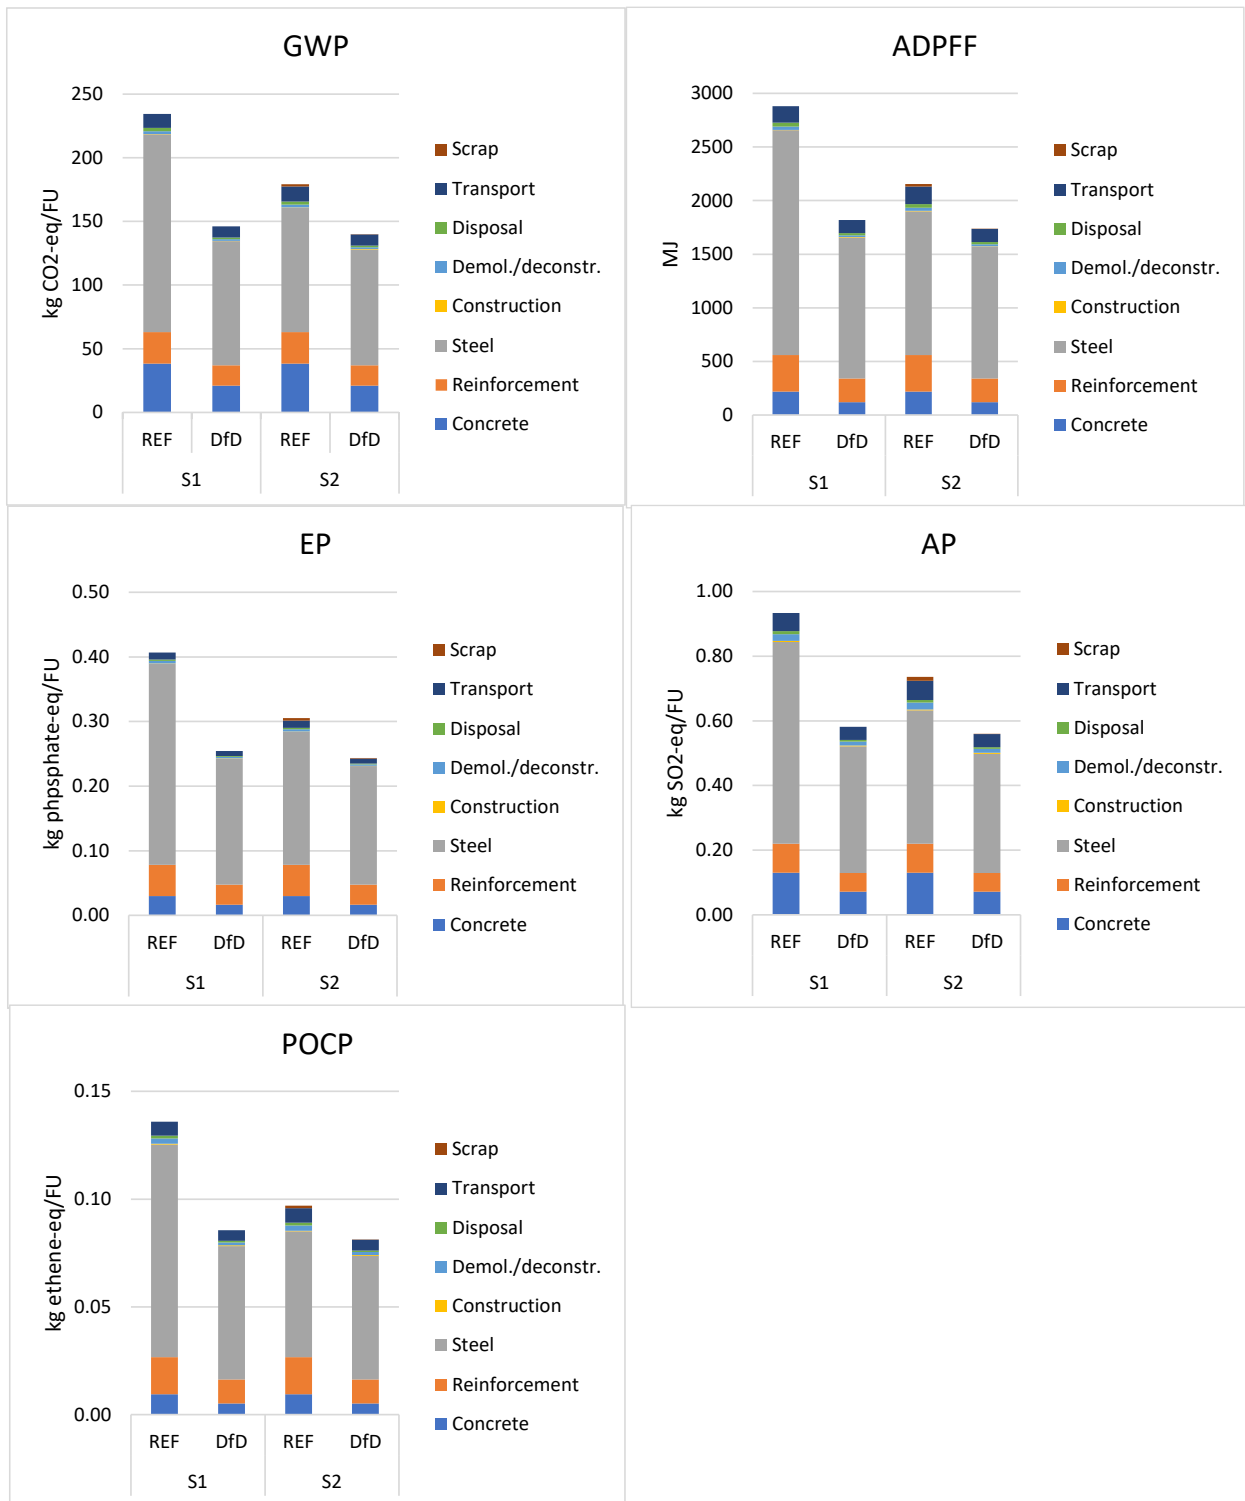 GWP
250
200
150
100
50
0
kg CO2-eq/FU
REF
DfD
REF
DfD
S1
S2
Scrap
Transport
Disposal
Demol./deconstr.
Construction
Steel
Reinforcement
Concrete
ADPFF
3000
2500
2000
1500
1000
500
0
MJ
REF
DfD
REF
DfD
S1
S2
Scrap
Transport
Disposal
Demol./deconstr.
Construction
Steel
Reinforcement
Concrete
EP
0.50
0.40
0.30
0.20
0.10
0.00
kg phpsphate-eq/FU
REF
DfD
REF
DfD
S1
S2
Scrap
Transport
Disposal
Demol./deconstr.
Construction
Steel
Reinforcement
Concrete
AP
1.00
0.80
0.60
0.40
0.20
0.00
kg SO2-eq/FU
REF
DfD
REF
DfD
S1
S2
Scrap
Transport
Disposal
Demol./deconstr.
Construction
Steel
Reinforcement
Concrete
POCP
0.15
0.10
0.05
0.00
kg ethene-eq/FU
REF
DfD
REF
DfD
S1
S2
Scrap
Transport
Disposal
Demol./deconstr.
Construction
Steel
Reinforcement
Concrete